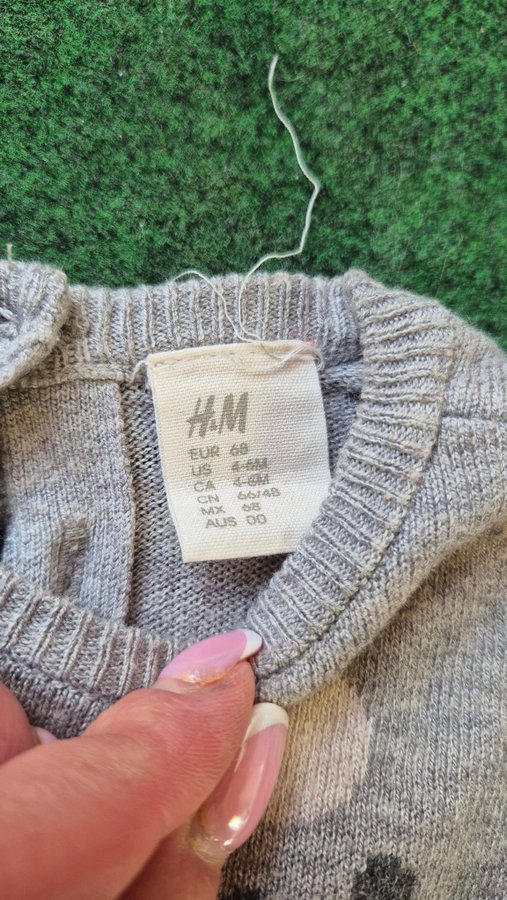 H&M
EUR 68
US 4-6M
CA 4-6M
CN 66/48
MX 68
AUS 00